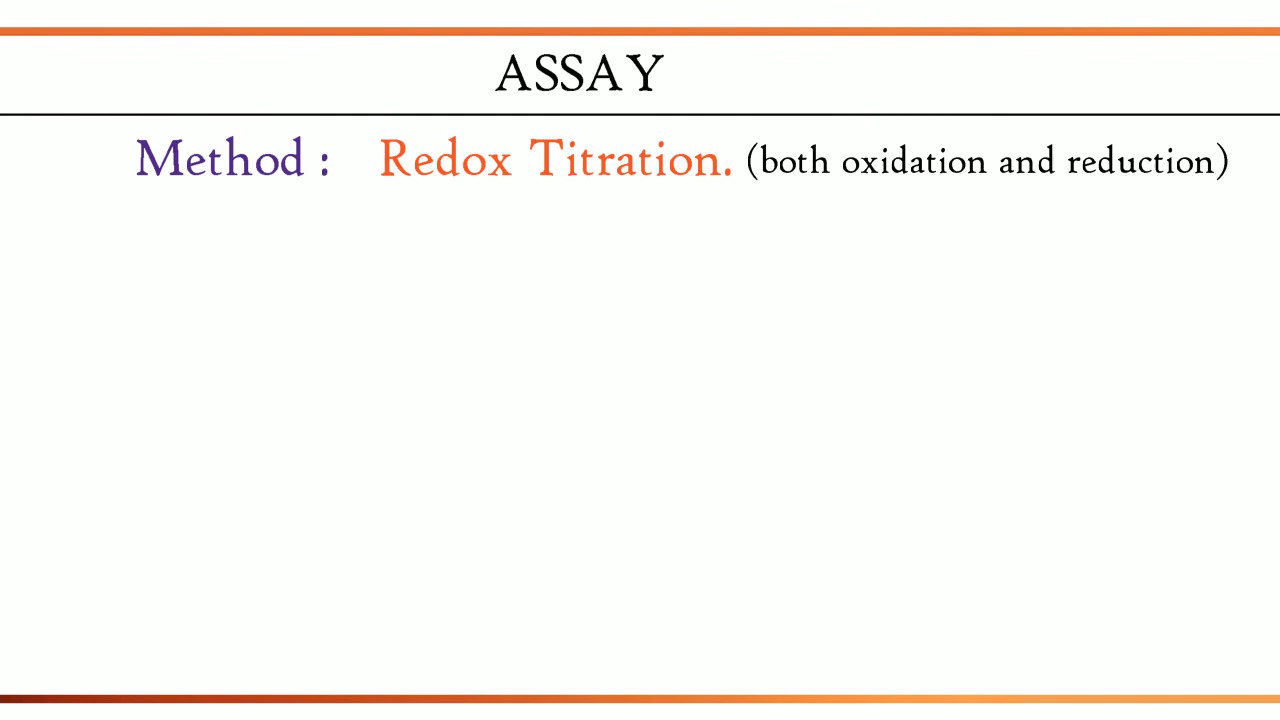 ASSAY
Method : Redox Titration. (both oxidation and reduction)